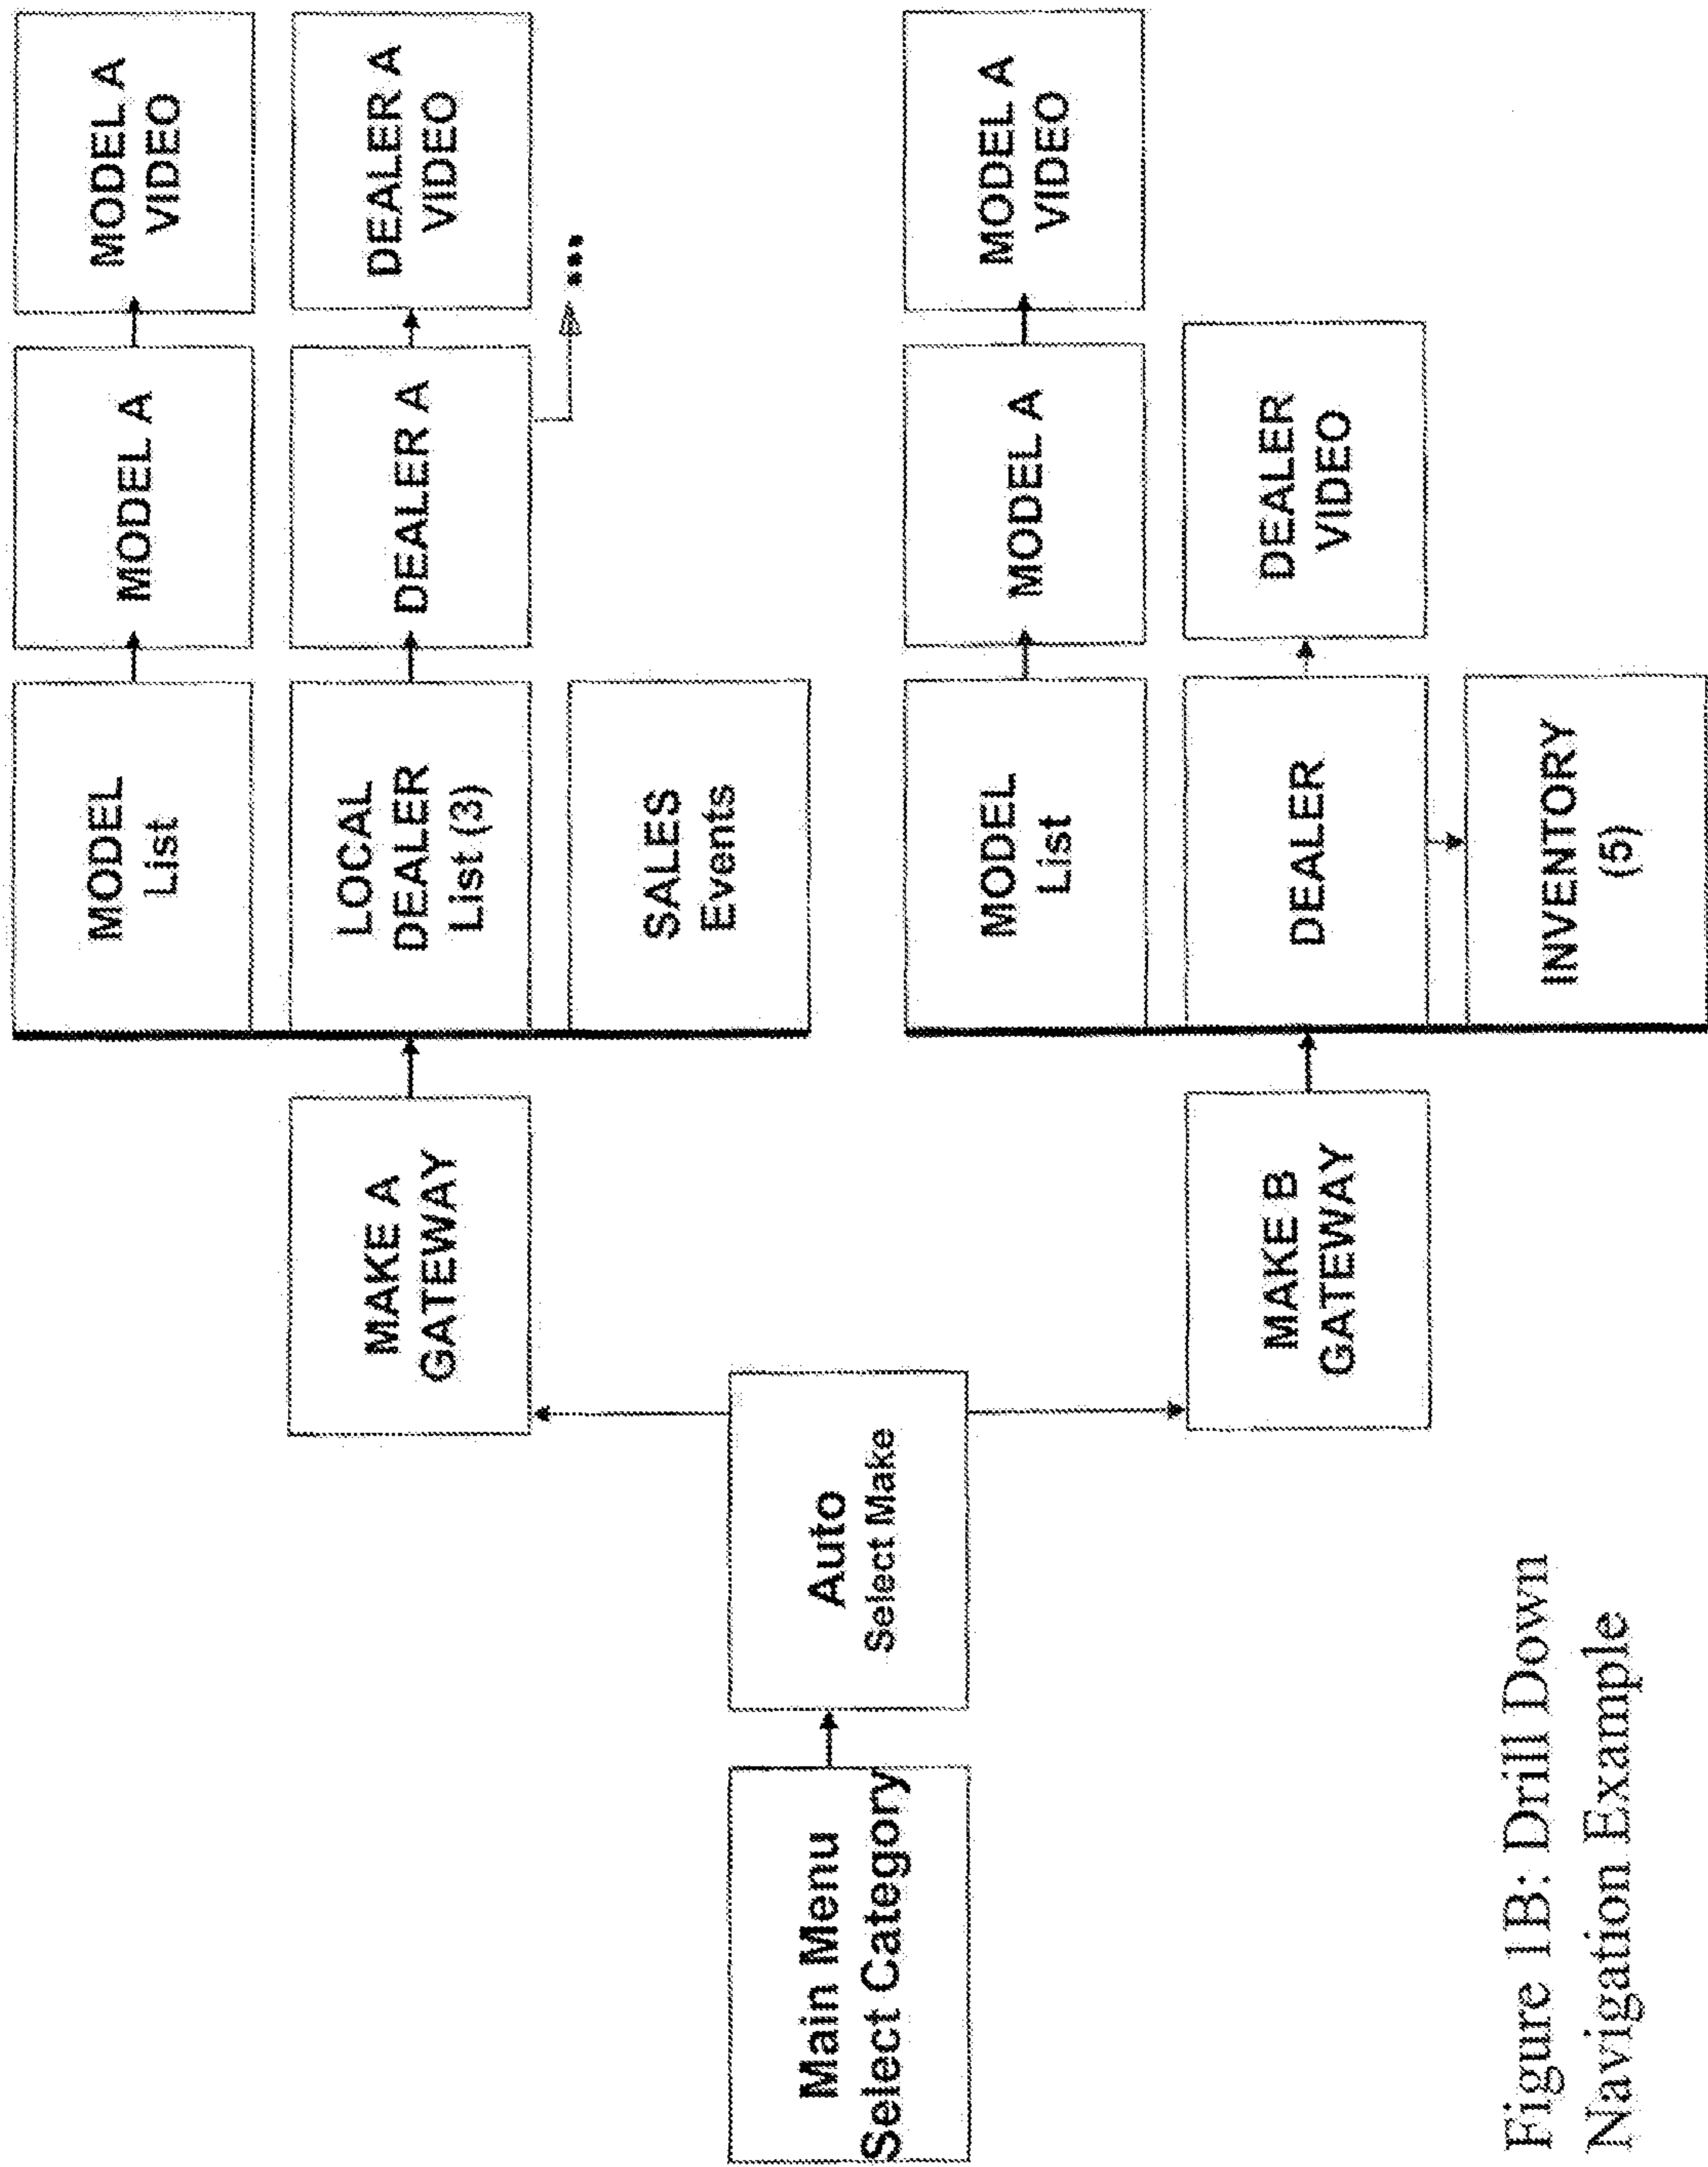 Main Menu
Select Category
Auto
Select Make
MAKE A
GATEWAY
MODEL
List
MODEL A
MODEL A
VIDEO
LOCAL
DEALER
List (3)
DEALER A
DEALER A
VIDEO
...
SALES
Events
MAKE B
GATEWAY
MODEL
List
MODEL A
MODEL A
VIDEO
DEALER
DEALER
VIDEO
INVENTORY
(5)
Figure 1B: Drill Down
Navigation Example